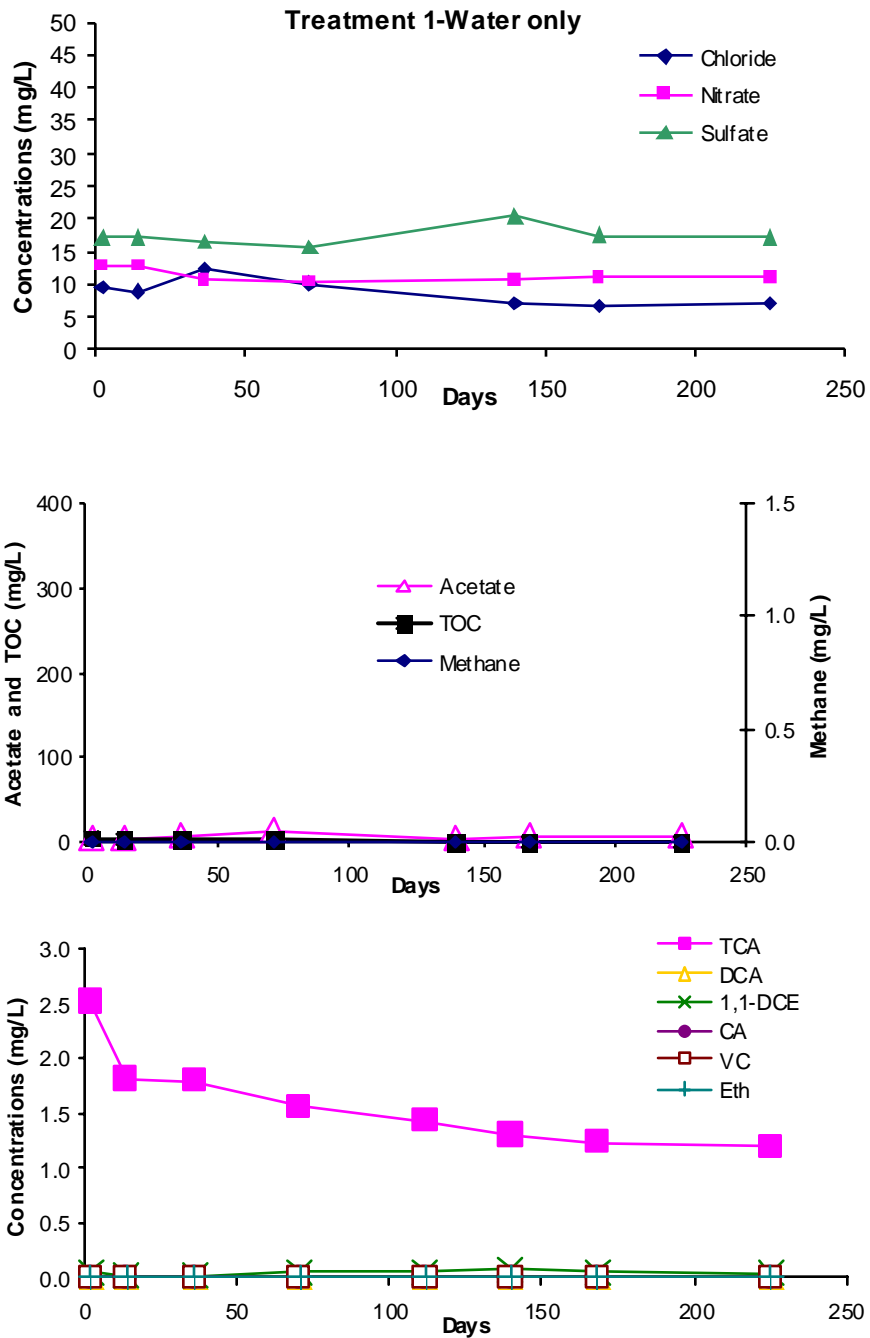 Treatment 1-Water only
Concentrations (mg/L)
50
45
40
35
30
25
20
15
10
5
0
Chloride
Nitrate
Sulfate
0 50 100 150 200 250
Days
Acetate and TOC (mg/L)
400
300
200
100
0
Acetate
TOC
Methane
1.5
1.0
0.5
0.0
Methane (mg/L)
0 50 100 150 200 250
Days
Concentrations (mg/L)
3.0
2.5
2.0
1.5
1.0
0.5
0.0
TCA
DCA
1,1-DCE
CA
VC
Eth
0 50 100 150 200 250
Days